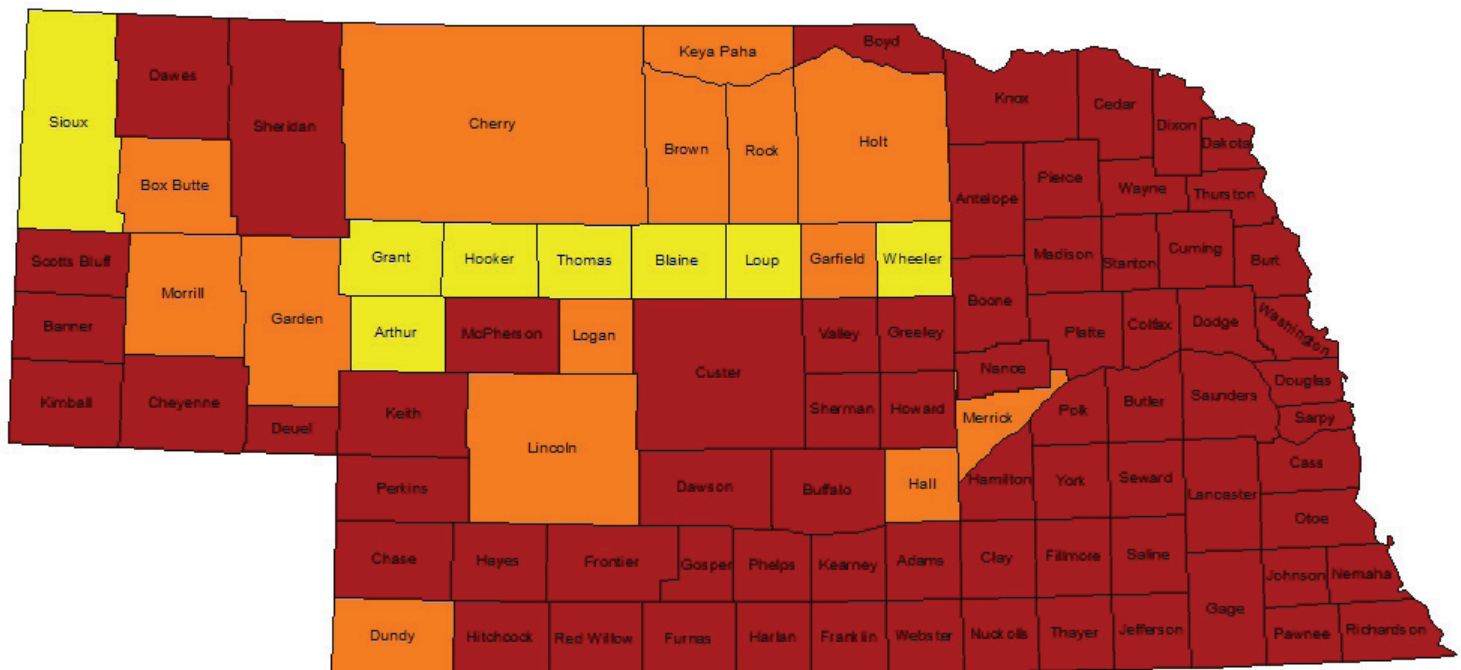 Boyd
Keya Paha
Dawes
Knox
Cedar
Sioux
Sheridan
Cherry
Dixon
Holt
Dakota
Brown
Rock
Pierce
Box Butte
Wayne
Antelope
Thurston
Cuming
Madison
Grant
Hooker
Thomas
Blaine
Loup
Garfield
Wheeler
Stanton
Burt
Scotts Bluff
Morrill
Boone
Garden
Banner
Arthur
McPherson
Logan
Valley
Greeley
Platte
Colfax
Dodge
Washington
Nance
Custer
Douglas
Kimball
Cheyenne
Keith
Sherman
Howard
Merrick
Polk
Butler
Saunders
Sarpy
Deuel
Lincoln
Cass
Perkins
Dawson
Buffalo
Hall
Hamilton
York
Seward
Lancaster
Otoe
Chase
Hayes
Frontier
Gosper
Phelps
Kearney
Adams
Clay
Fillmore
Saline
Johnson
Nemaha
Gage
Dundy
Hitchcock
Red Willow
Furnas
Harlan
Franklin
Webster
Nuckolls
Thayer
Jefferson
Pawnee
Richardson